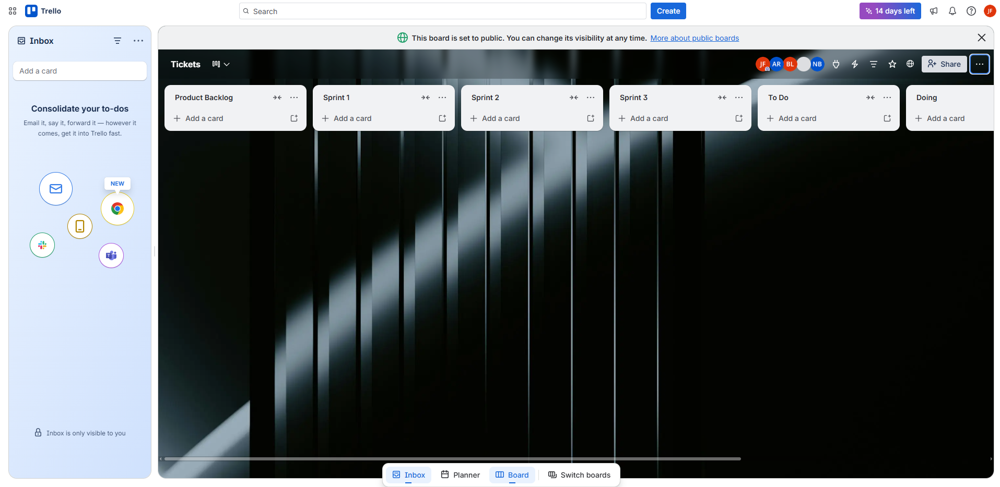 Trello
Search
Create
14 days left
JF
Inbox
This board is set to public. You can change its visibility at any time. More about public boards
Add a card
Tickets
JF AR BL NB
Share
Product Backlog
Add a card
Sprint 1
Add a card
Sprint 2
Add a card
Sprint 3
Add a card
To Do
Add a card
Doing
Add a card
Consolidate your to-dos
Email it, say it, forward it — however it
comes, get it into Trello fast.
NEW
Inbox is only visible to you
Inbox
Planner
Board
Switch boards